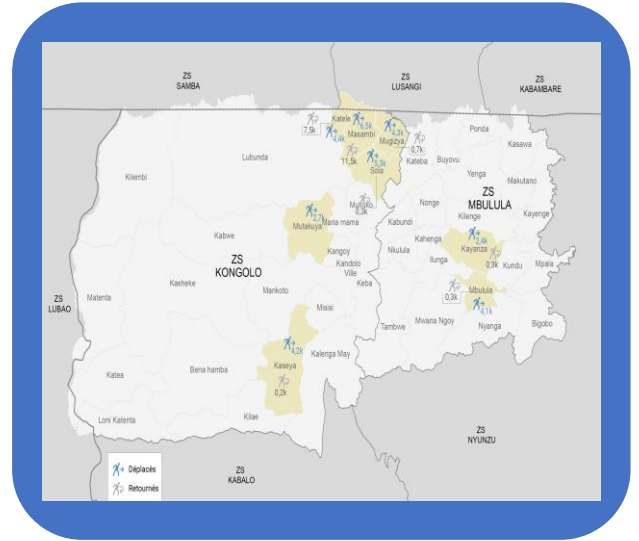 ZS
SAMBA
ZS
LUSANGI
ZS
KABAMBARE
7,5k
Katele
4,4k
6,5k
Masambi
4,3k
Mugizya
0,7k
Kateba
11,5k
5,3k
Sola
Ponda
Kasawa
Buyovu
Lubunda
Yenga
Makutano
Kilembi
ZS
MBULULA
Mutoko
0,3k
2,7k
Mutakuya
Maria mama
Nonge
Kilenge
Kayenge
Kabundi
Kabwe
Kangoy
Kahenga
2,4k
Kayanza
Nkulula
Ilunga
0,3k
Kundu
Mpala
ZS
KONGOLO
Kandolo
Ville
Keba
Kasheke
Mankoto
ZS
LUBAO
Matenta
0,3k
Mbulula
4,1k
Misisi
Tambwe
Mwana Ngoy
Nyanga
Bigobo
4,2k
Kaseya
Kalenga May
0,2k
Katea
Bena hamba
Loni Katenta
Kilae
ZS
NYUNZU
ZS
KABALO
Déplacés
Retournés